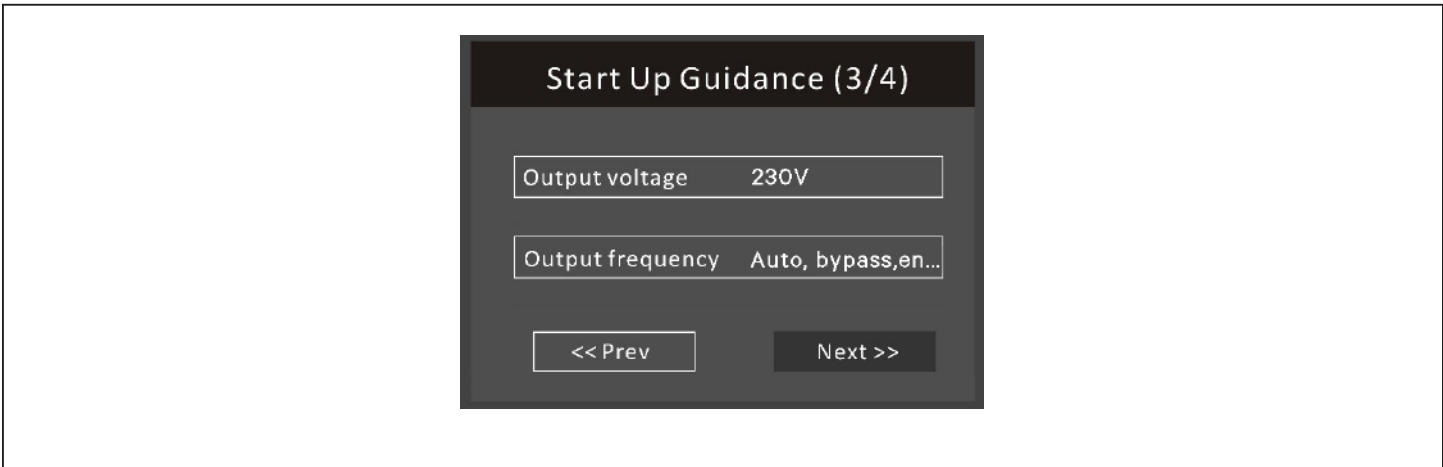 Start Up Guidance (3/4)
Output voltage 230V
Output frequency Auto, bypass,en...
<< Prev Next >>